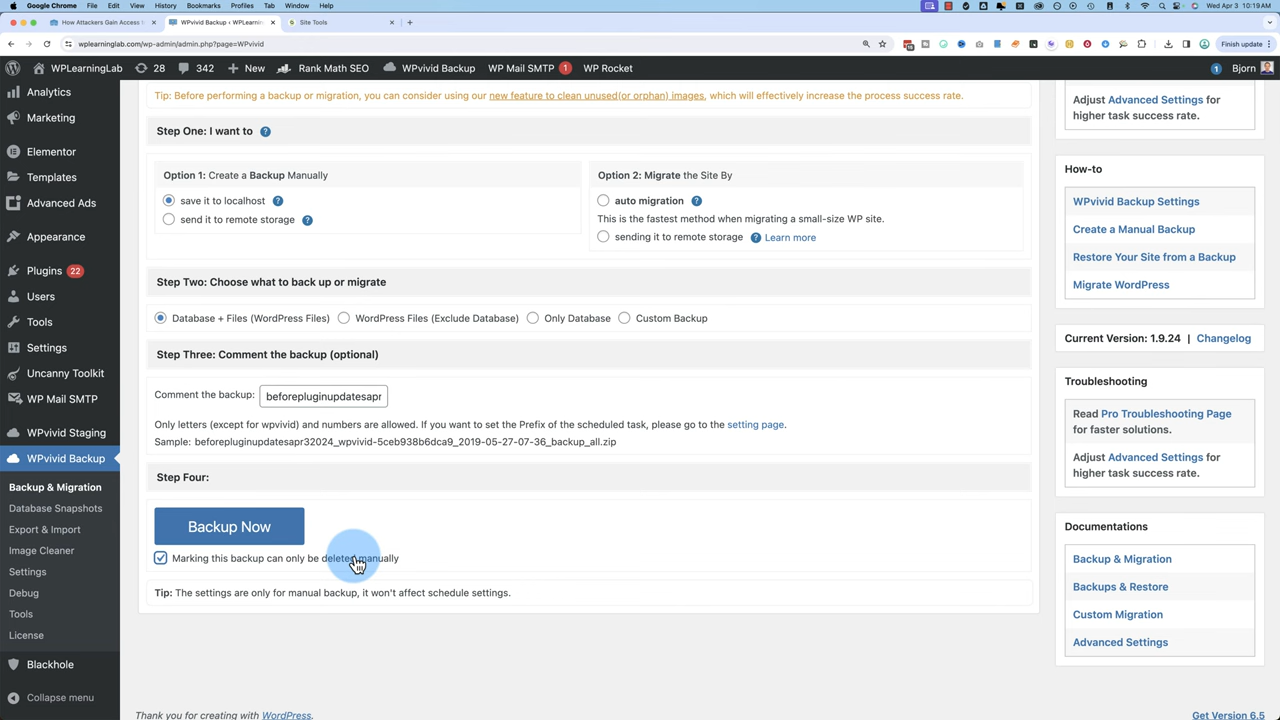 Google Chrome File Edit View History Bookmarks Profiles Tab Window Help
Wed Apr 3 10:19 AM
How Attackers Gain Access t
WPvivid Backup ‹ WPLearnin
Site Tools
wplearninglab.com/wp-admin/admin.php?page=WPvivid
Finish update
WPLearningLab 28 342 New Rank Math SEO WPvivid Backup WP Mail SMTP 1 WP Rocket
1 Bjorn
Analytics
Marketing
Elementor
Templates
Advanced Ads
Appearance
Plugins 22
Users
Tools
Settings
Uncanny Toolkit
WP Mail SMTP
WPvivid Staging
WPvivid Backup
Backup & Migration
Database Snapshots
Export & Import
Image Cleaner
Settings
Debug
Tools
License
Blackhole
Collapse menu
Tip: Before performing a backup or migration, you can consider using our new feature to clean unused(or orphan) images, which will effectively increase the process success rate.
Step One: I want to ?
Option 1: Create a Backup Manually
save it to localhost ?
send it to remote storage ?
Option 2: Migrate the Site By
auto migration ?
This is the fastest method when migrating a small-size WP site.
sending it to remote storage ? Learn more
Step Two: Choose what to back up or migrate
Database + Files (WordPress Files) WordPress Files (Exclude Database) Only Database Custom Backup
Step Three: Comment the backup (optional)
Comment the backup: beforepluginupdatesapr
Only letters (except for wpvivid) and numbers are allowed. If you want to set the Prefix of the scheduled task, please go to the setting page.
Sample: beforepluginupdatesapr32024_wpvivid-5ceb938b6dca9_2019-05-27-07-36_backup_all.zip
Step Four:
Backup Now
Marking this backup can only be deleted manually
Tip: The settings are only for manual backup, it won't affect schedule settings.
Thank you for creating with WordPress.
Adjust Advanced Settings for
higher task success rate.
How-to
WPvivid Backup Settings
Create a Manual Backup
Restore Your Site from a Backup
Migrate WordPress
Current Version: 1.9.24 | Changelog
Troubleshooting
Read Pro Troubleshooting Page
for faster solutions.
Adjust Advanced Settings for
higher task success rate.
Documentations
Backup & Migration
Backups & Restore
Custom Migration
Advanced Settings
Get Version 6.5